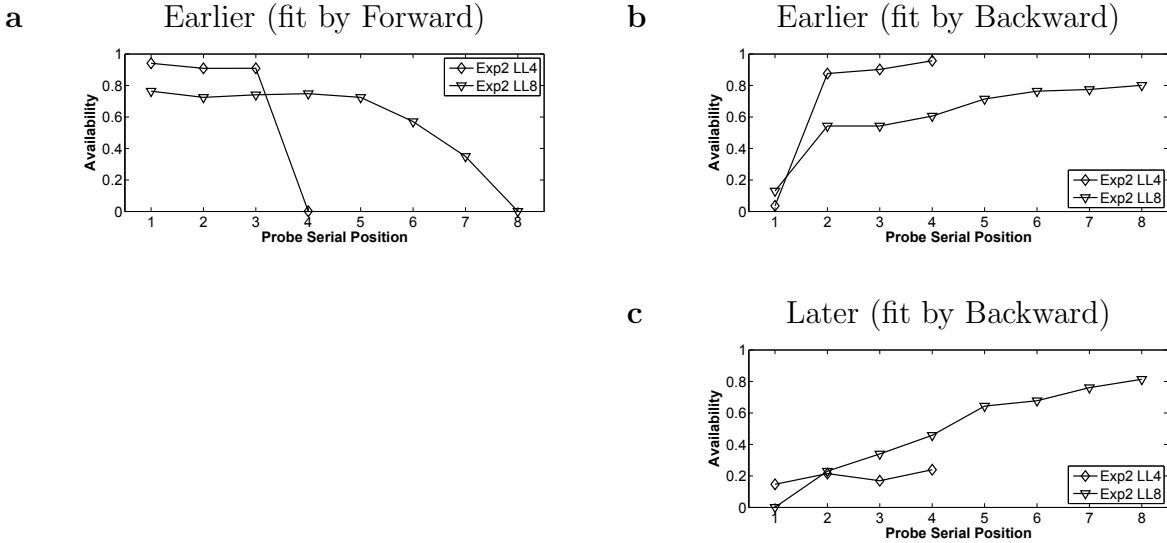 a Earlier (fit by Forward)
1
0.8
0.6
0.4
0.2
0
Availability
Exp2 LL4
Exp2 LL8
1 2 3 4 5 6 7 8
Probe Serial Position
b Earlier (fit by Backward)
1
0.8
0.6
0.4
0.2
0
Availability
Exp2 LL4
Exp2 LL8
1 2 3 4 5 6 7 8
Probe Serial Position
c Later (fit by Backward)
1
0.8
0.6
0.4
0.2
0
Availability
Exp2 LL4
Exp2 LL8
1 2 3 4 5 6 7 8
Probe Serial Position